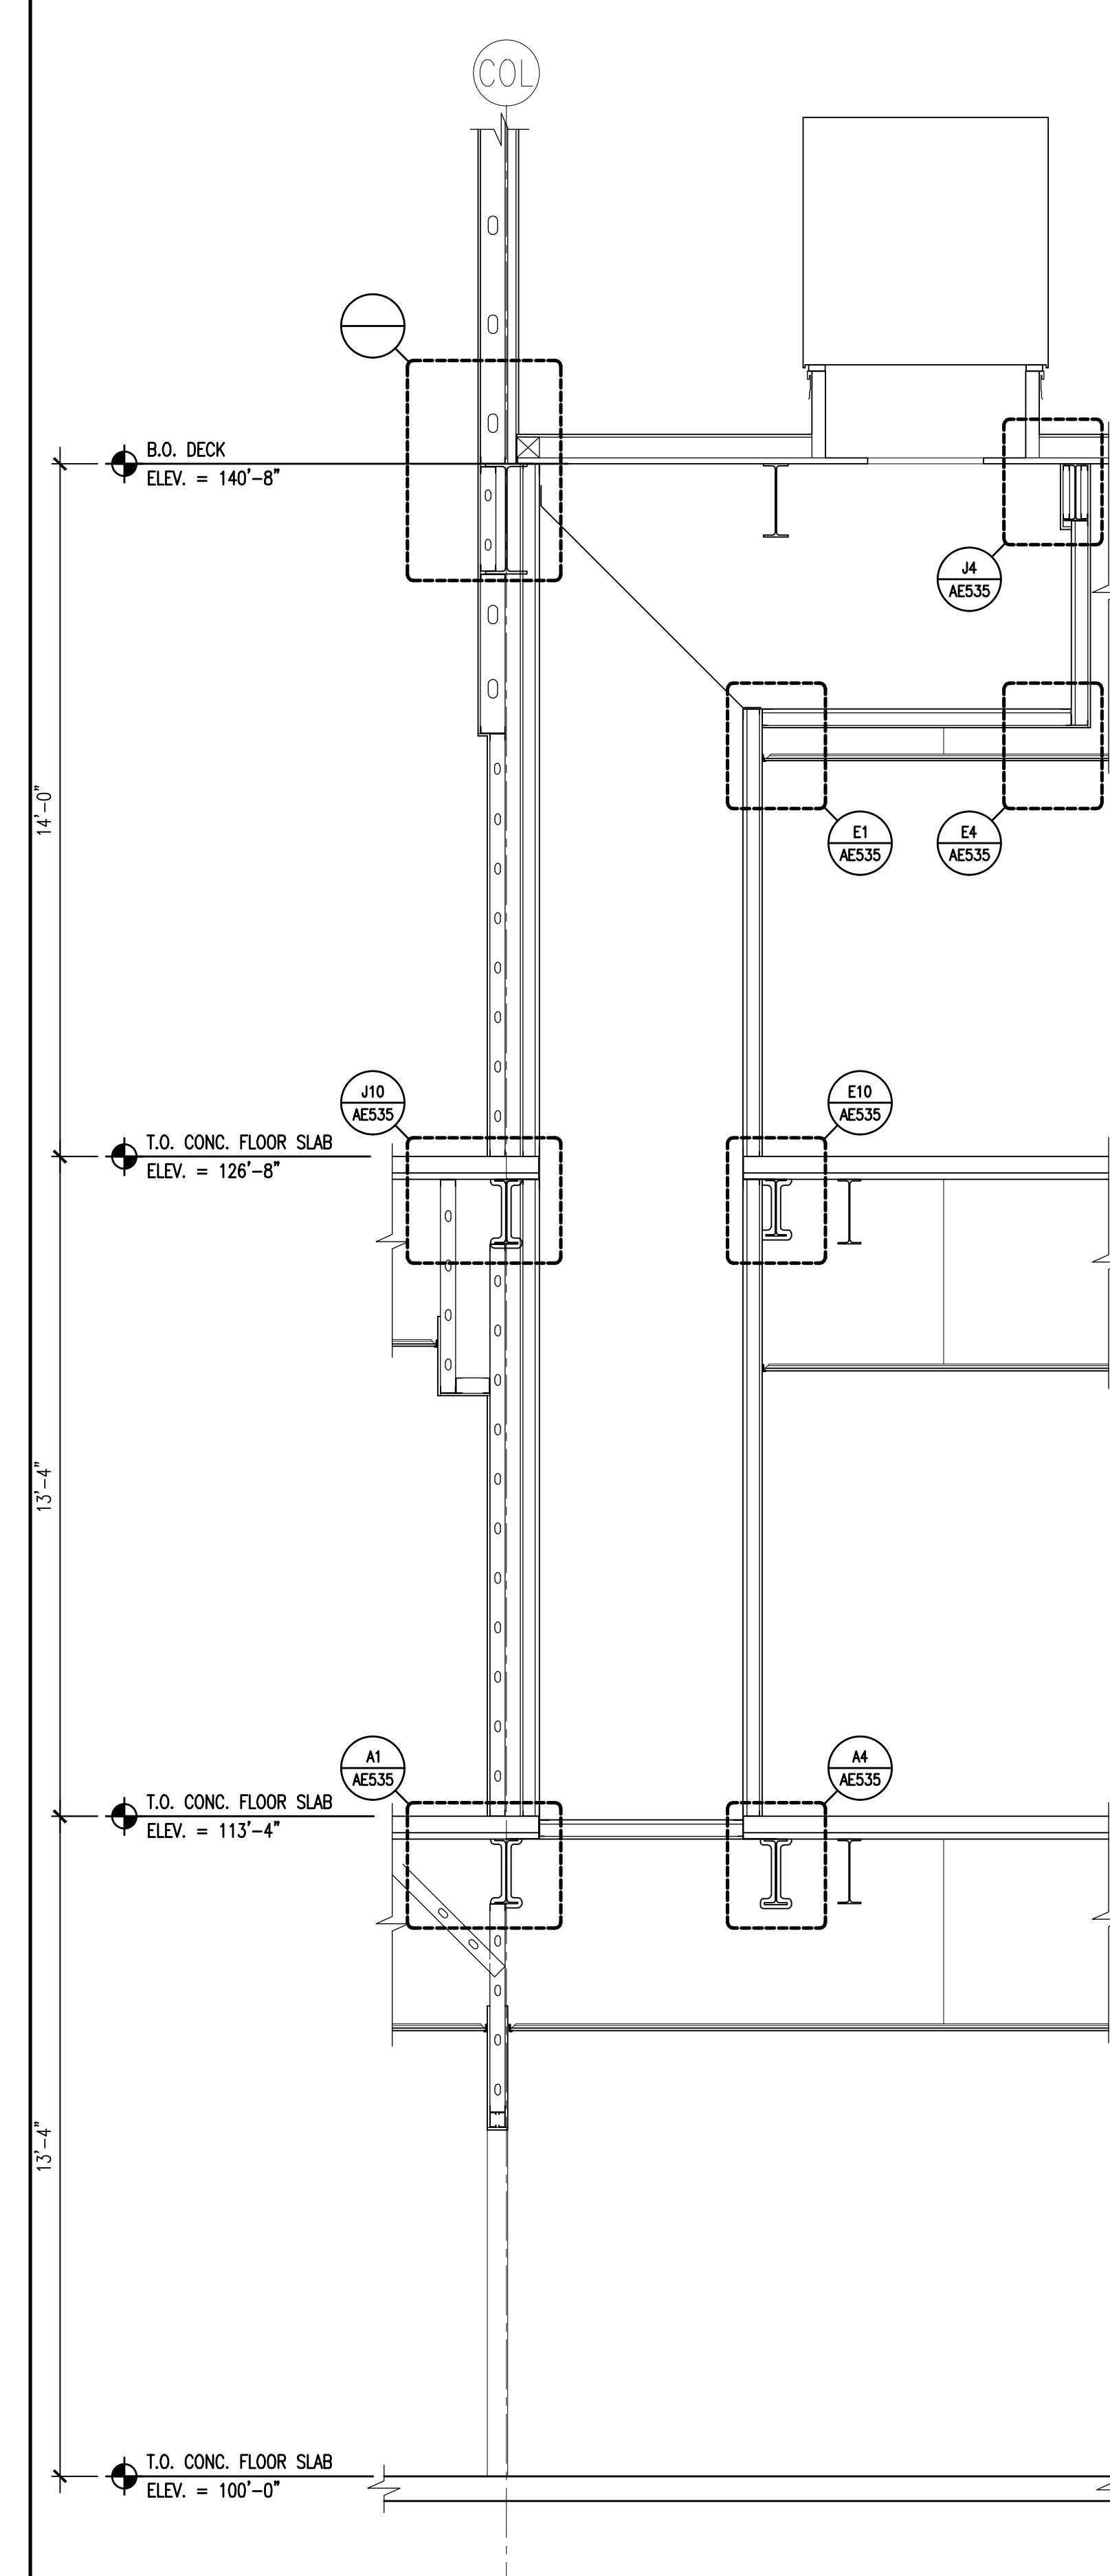 COL
B.O. DECK
ELEV. = 140'-8"
J4
AE535
14'-0"
E1
AE535
E4
AE535
J10
AE535
E10
AE535
T.O. CONC. FLOOR SLAB
ELEV. = 126'-8"
13'-4"
A1
AE535
A4
AE535
T.O. CONC. FLOOR SLAB
ELEV. = 113'-4"
13'-4"
T.O. CONC. FLOOR SLAB
ELEV. = 100'-0"